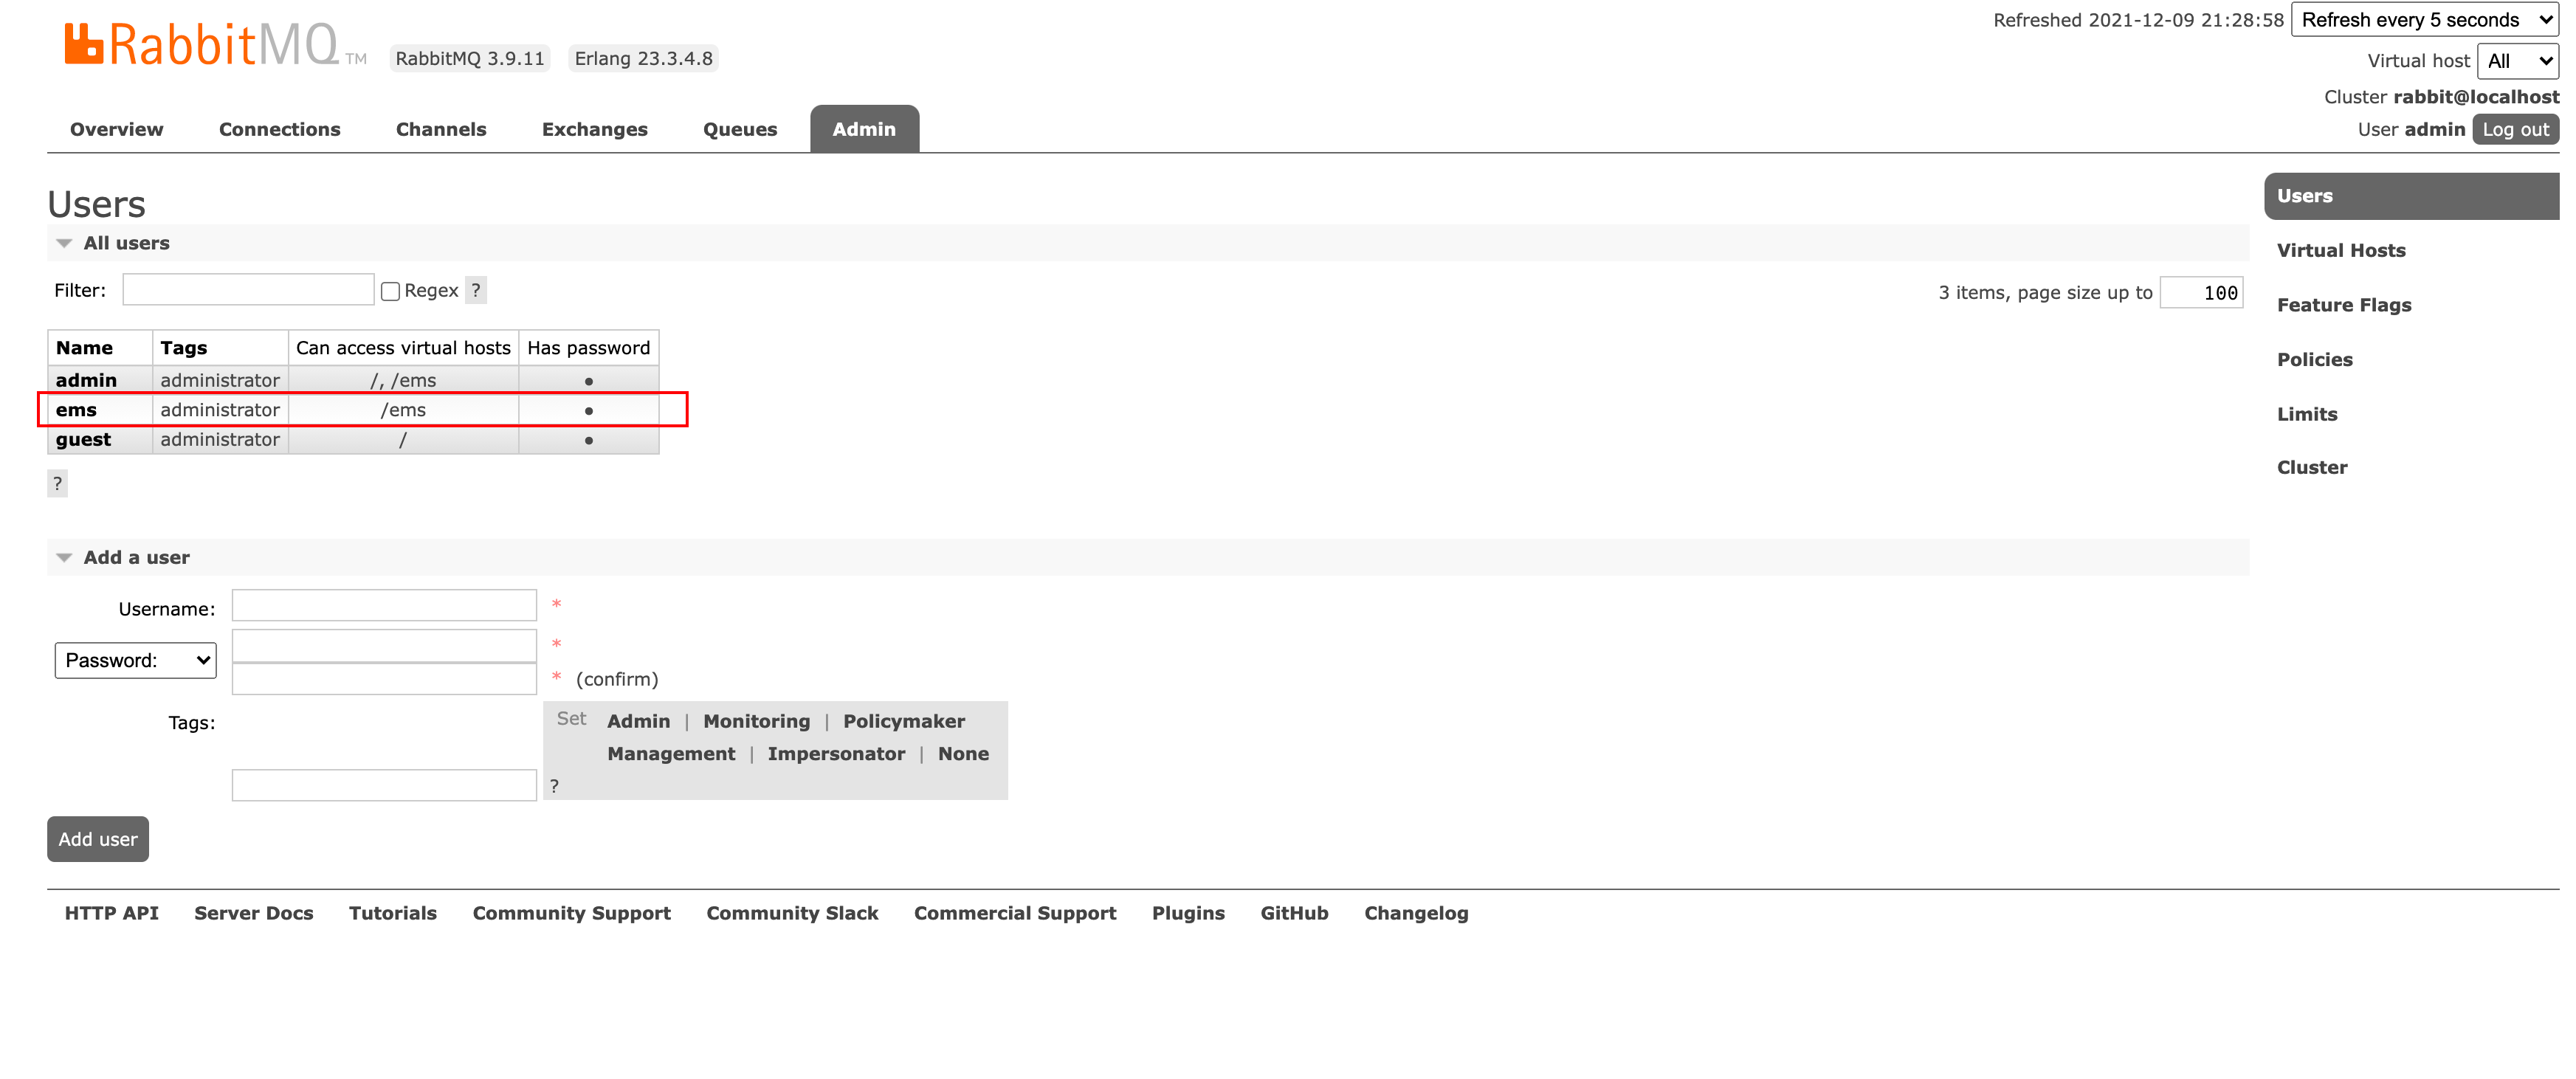 RabbitMQ TM RabbitMQ 3.9.11 Erlang 23.3.4.8
Refreshed 2021-12-09 21:28:58 Refresh every 5 seconds
Virtual host All
Cluster rabbit@localhost
User admin Log out
Overview Connections Channels Exchanges Queues Admin
Users
All users
Filter: Regex ? 3 items, page size up to 100
Name Tags Can access virtual hosts Has password
admin administrator /, /ems ●
ems administrator /ems ●
guest administrator / ●
?
Add a user
Username: *
Password: *
* (confirm)
Tags: Set Admin | Monitoring | Policymaker
Management | Impersonator | None
?
Add user
Users
Virtual Hosts
Feature Flags
Policies
Limits
Cluster
HTTP API Server Docs Tutorials Community Support Community Slack Commercial Support Plugins GitHub Changelog